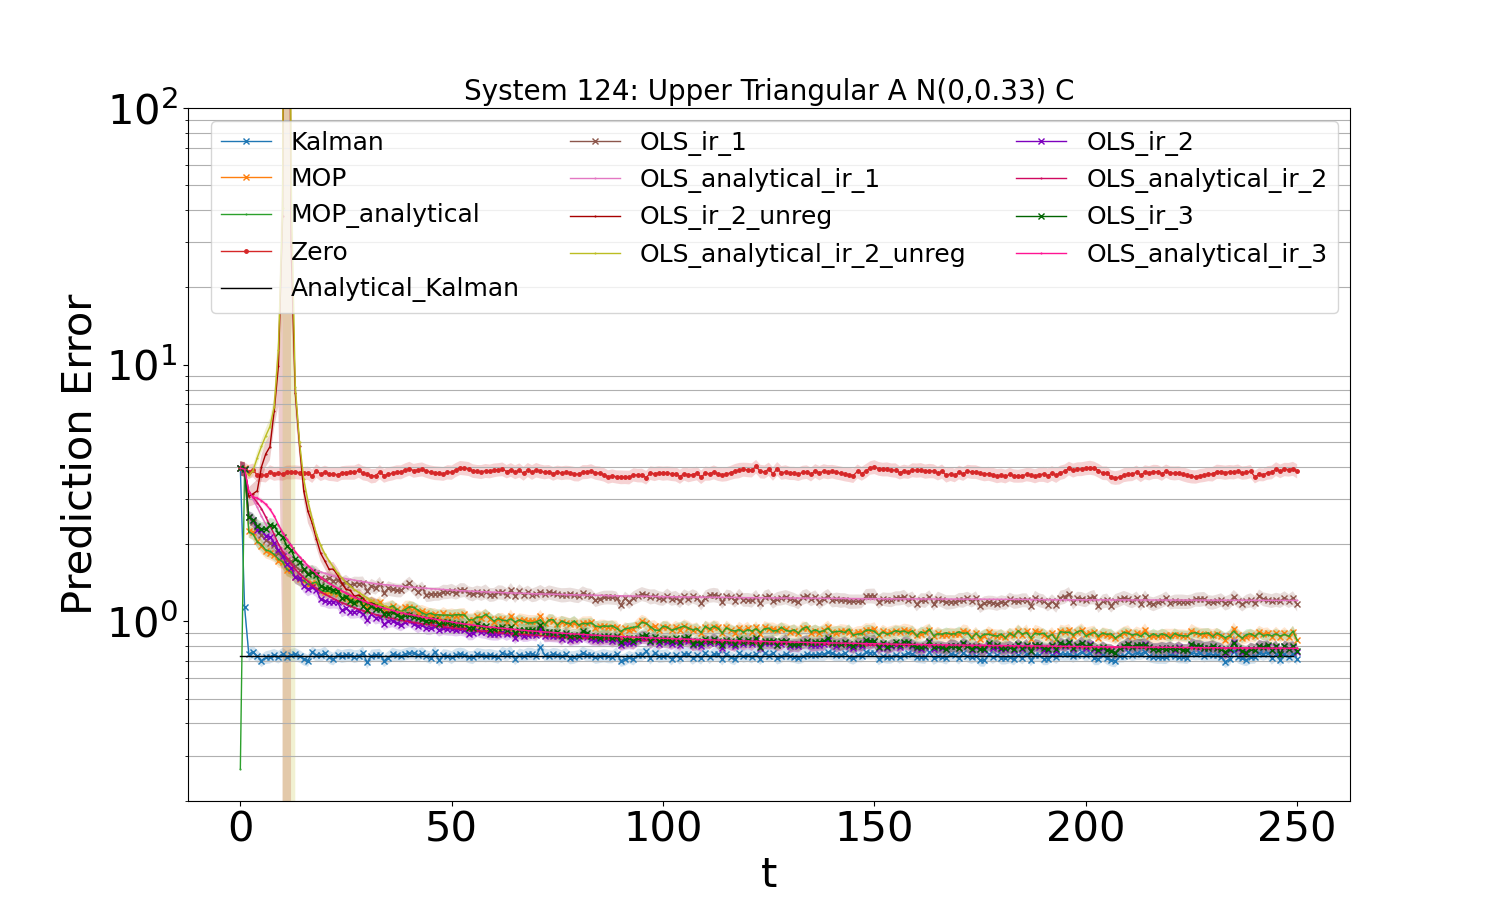 System 124: Upper Triangular A N(0,0.33) C
Prediction Error
10^2
10^1
10^0
Kalman
MOP
MOP_analytical
Zero
Analytical_Kalman
OLS_ir_1
OLS_analytical_ir_1
OLS_ir_2_unreg
OLS_analytical_ir_2_unreg
OLS_ir_2
OLS_analytical_ir_2
OLS_ir_3
OLS_analytical_ir_3
0 50 100 150 200 250
t